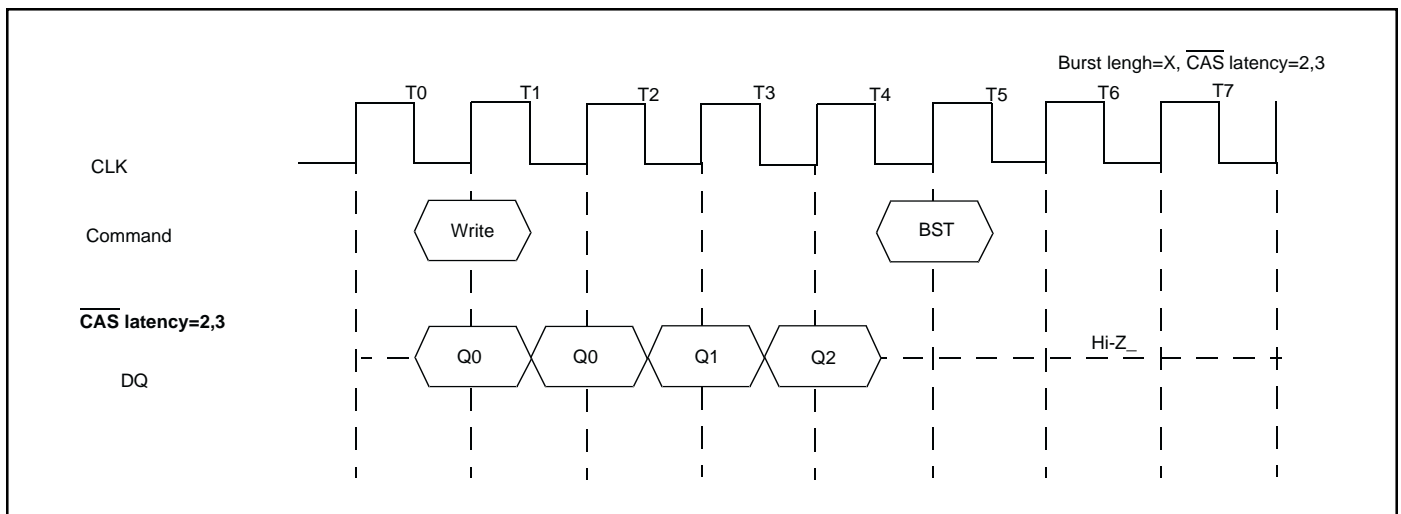 Burst lengh=X, CAS latency=2,3
T0 T1 T2 T3 T4 T5 T6 T7
CLK
Command
Write
BST
CAS latency=2,3
DQ
Q0
Q0
Q1
Q2
Hi-Z_